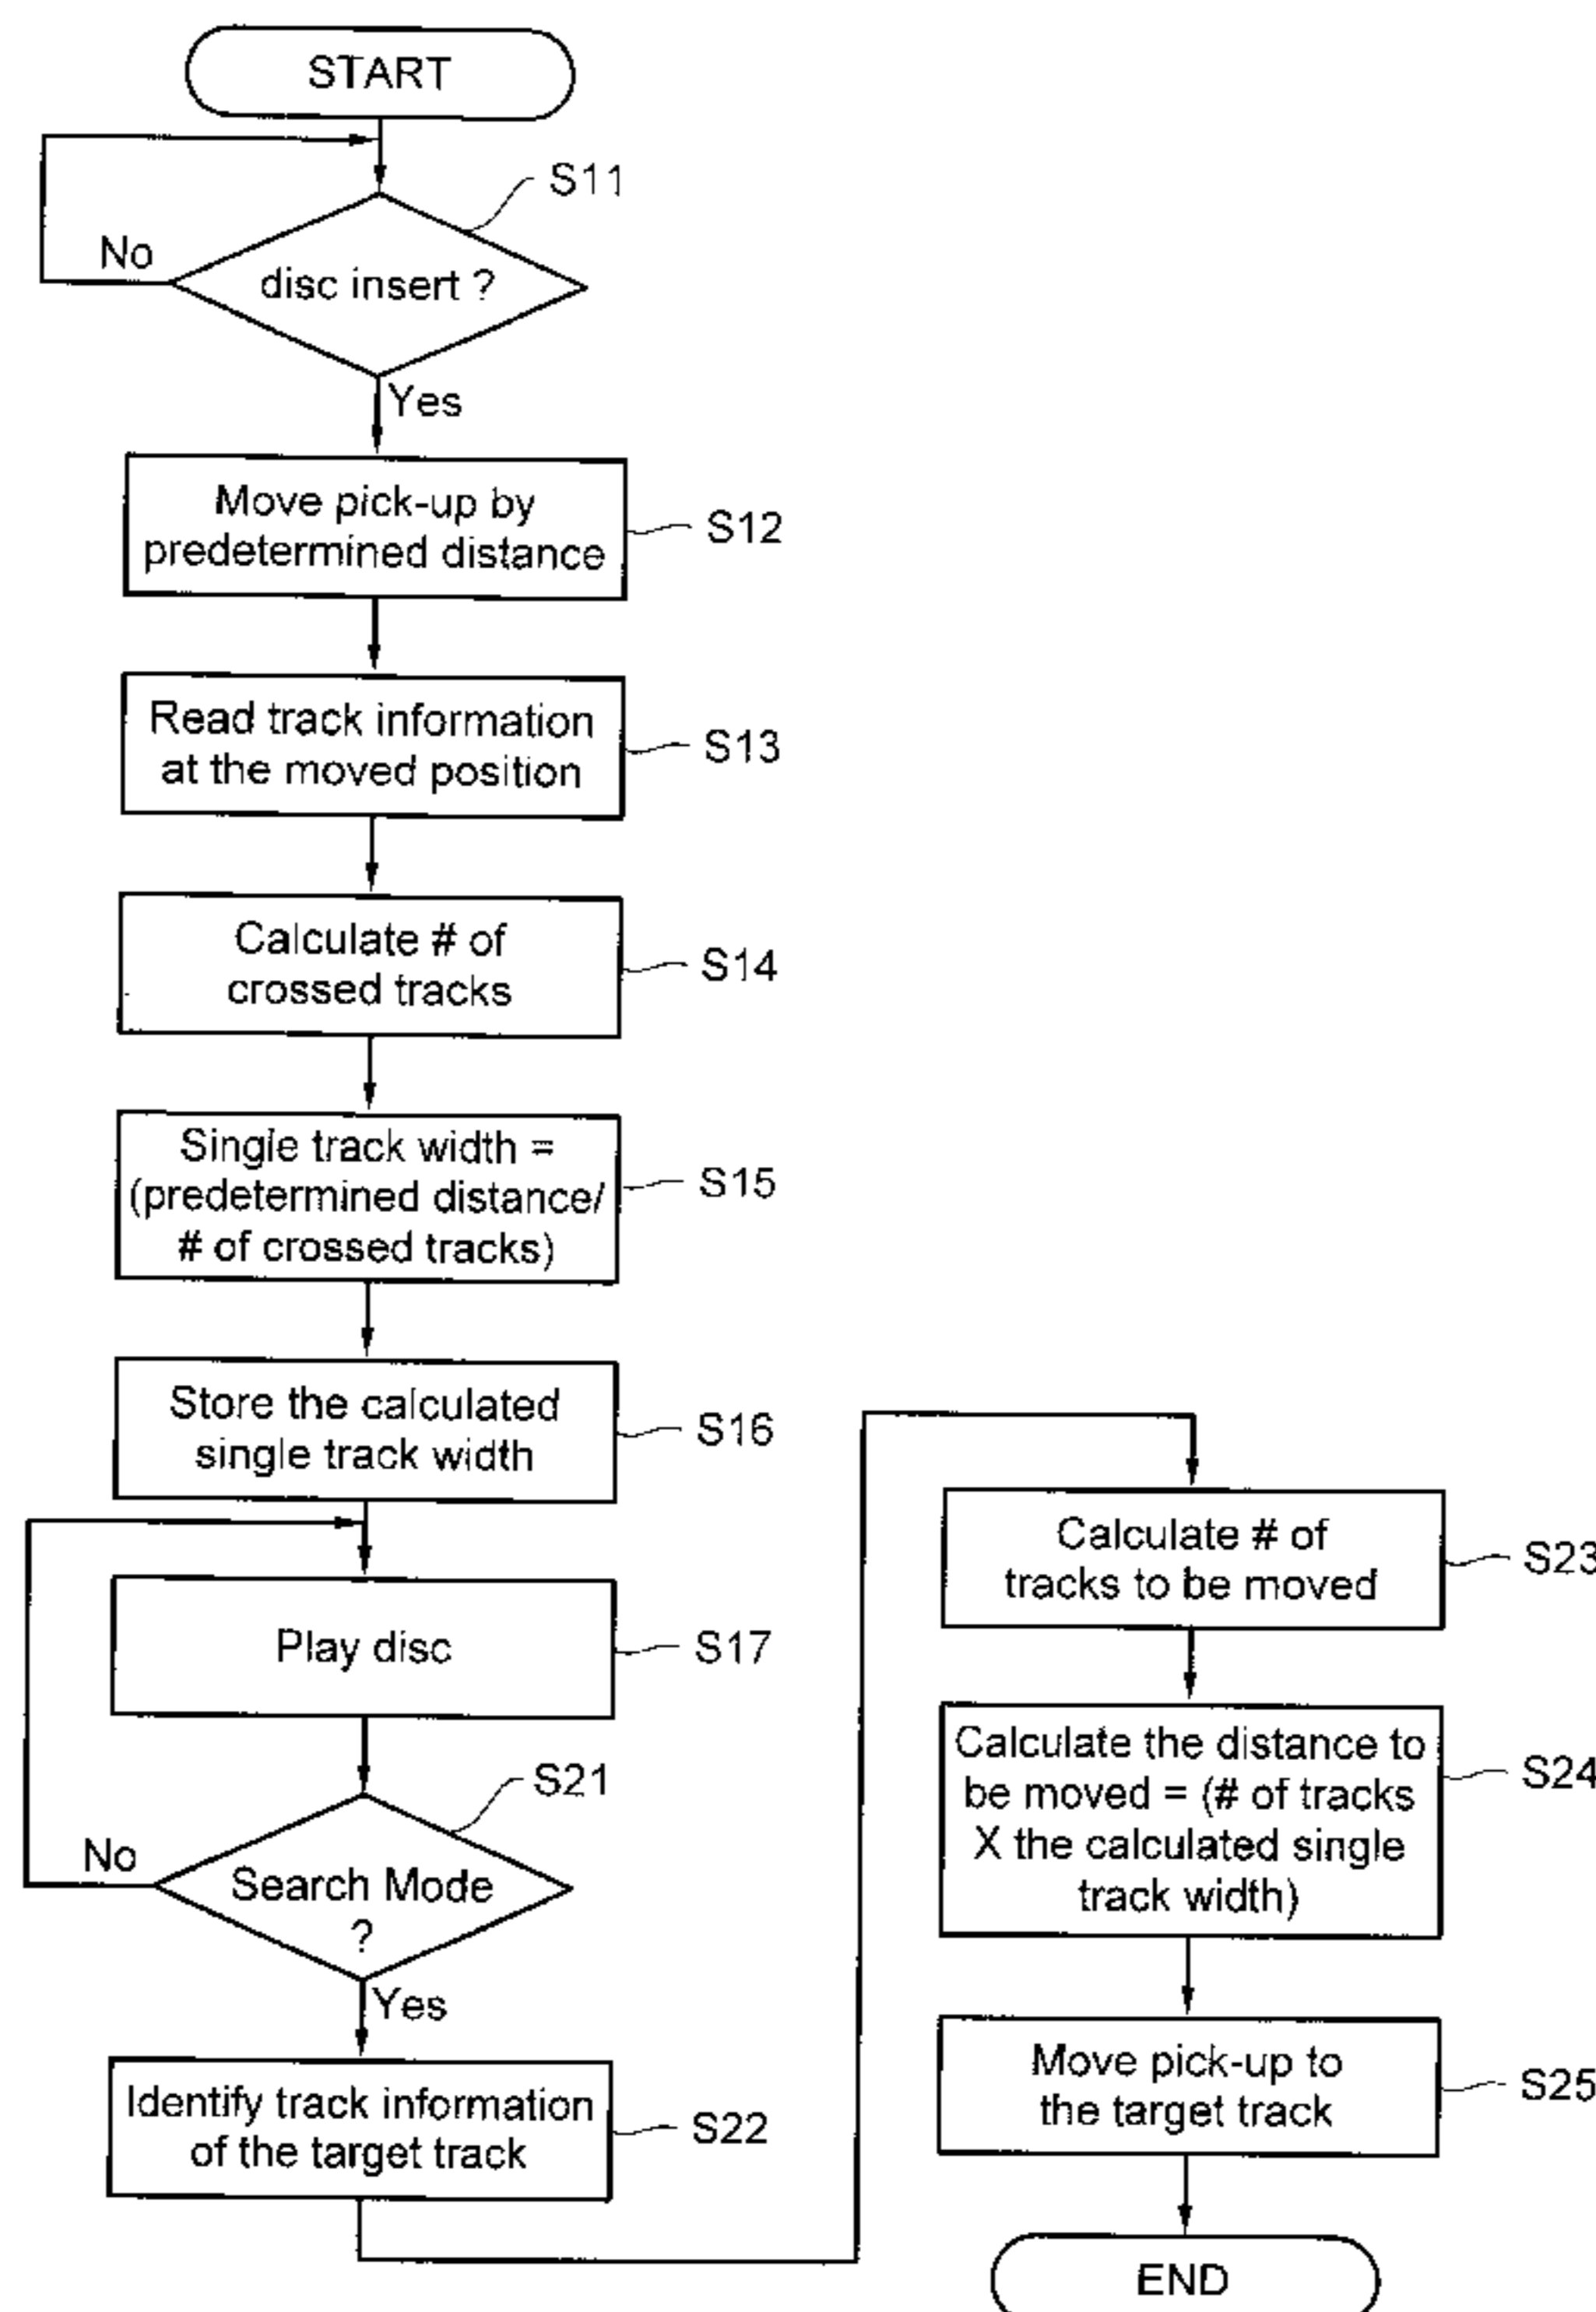 START
S11
No
disc insert ?
Yes
Move pick-up by
predetermined distance
S12
Read track information
at the moved position
S13
Calculate # of
crossed tracks
S14
Single track width =
(predetermined distance/
# of crossed tracks)
S15
Store the calculated
single track width
S16
Play disc
S17
S21
No
Search Mode
?
Yes
Identify track information
of the target track
S22
Calculate # of
tracks to be moved
S23
Calculate the distance to
be moved = (# of tracks
X the calculated single
track width)
S24
Move pick-up to
the target track
S25
END